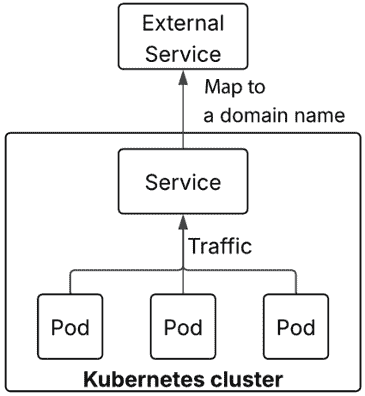 External
Service
Map to
a domain name
Service
Traffic
Pod
Pod
Pod
Kubernetes cluster